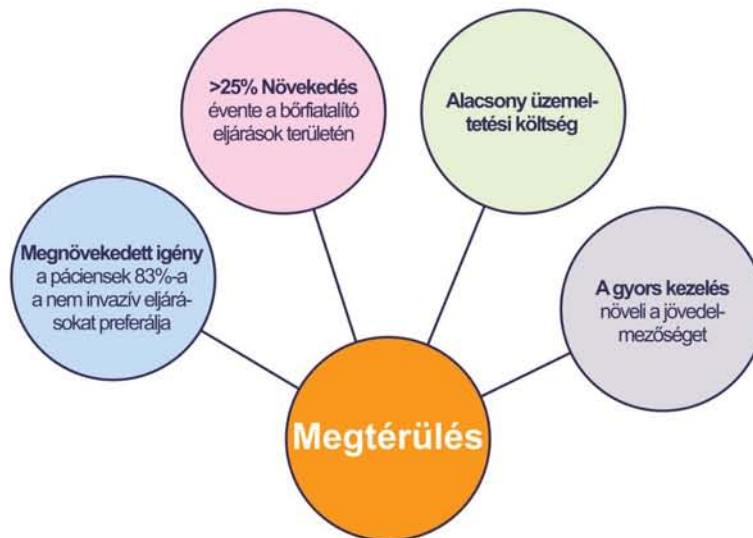 >25% Növekedés
évente a bőrfiatalító
eljárások területén
Alacsony üzemel-
tetési költség
Megnövekedett igény
a páciensek 83%-a
a nem invazív eljárá-
sokat preferálja
A gyors kezelés
növeli a jövedel-
mezőséget
Megtérülés